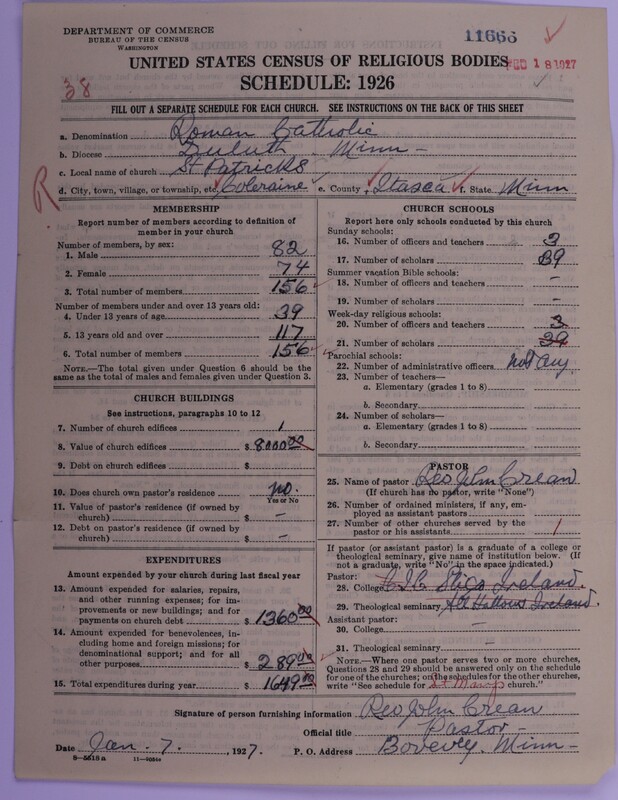 DEPARTMENT OF COMMERCE
BUREAU OF THE CENSUS
WASHINGTON
11666
UNITED STATES CENSUS OF RELIGIOUS BODIES
FEB 18 1927
SCHEDULE: 1926
38
FILL OUT A SEPARATE SCHEDULE FOR EACH CHURCH. SEE INSTRUCTIONS ON THE BACK OF THIS SHEET
a. Denomination Roman Catholic
b. Diocese Duluth Minn-
c. Local name of church St Patricks
R
d. City, town, village, or township, etc. Coleraine e. County Itasca f. State Minn
MEMBERSHIP
Report number of members according to definition of
member in your church
Number of members, by sex:
1. Male 82
2. Female 74
3. Total number of members 156
Number of members under and over 13 years old:
4. Under 13 years of age 39
5. 13 years old and over 117
6. Total number of members 156
NOTE.—The total given under Question 6 should be
same as the total of males and females given under Question 3.
CHURCH BUILDINGS
See instructions, paragraphs 10 to 12
7. Number of church edifices 1
8. Value of church edifices $ 8000.00
9. Debt on church edifices $
10. Does church own pastor's residence no.
Yes or No
11. Value of pastor's residence (if owned by
church) $ -
12. Debt on pastor's residence (if owned by
church) $ -
EXPENDITURES
Amount expended by your church during last fiscal year
13. Amount expended for salaries, repairs,
and other running expenses; for im-
provements or new buildings; and for
payments on church debt $ 1360.00
14. Amount expended for benevolences, in-
cluding home and foreign missions; for
denominational support; and for all
other purposes $ 289.00
15. Total expenditures during year $ 1649.00
CHURCH SCHOOLS
Report here only schools conducted by this church
Sunday schools:
16. Number of officers and teachers 3
17. Number of scholars 39
Summer vacation Bible schools:
18. Number of officers and teachers -
19. Number of scholars -
Week-day religious schools:
20. Number of officers and teachers 3
21. Number of scholars 39
Parochial schools:
22. Number of administrative officers not any
23. Number of teachers—
a. Elementary (grades 1 to 8)
b. Secondary
24. Number of scholars—
a. Elementary (grades 1 to 8)
b. Secondary
PASTOR
25. Name of pastor Rev John Crean
(If church has no pastor, write "None")
26. Number of ordained ministers, if any, em-
ployed as assistant pastors
27. Number of other churches served by the
pastor or his assistants 1
If pastor (or assistant pastor) is a graduate of a college or
theological seminary, give name of institution below. (If
not a graduate, write "No" in the space indicated.)
Pastor:
28. College Sligo Ireland.
29. Theological seminary All Hallows Ireland.
Assistant pastor:
30. College -
31. Theological seminary -
NOTE.—Where one pastor serves two or more churches,
Questions 28 and 29 should be answered only on the schedule
for one of the churches; on the schedules for the other churches,
write "See schedule for St Marys church."
Signature of person furnishing information Rev John Crean
Official title Pastor-
Date Jan. 7, 1927. P. O. Address Bovey, Minn-
8—5518 a